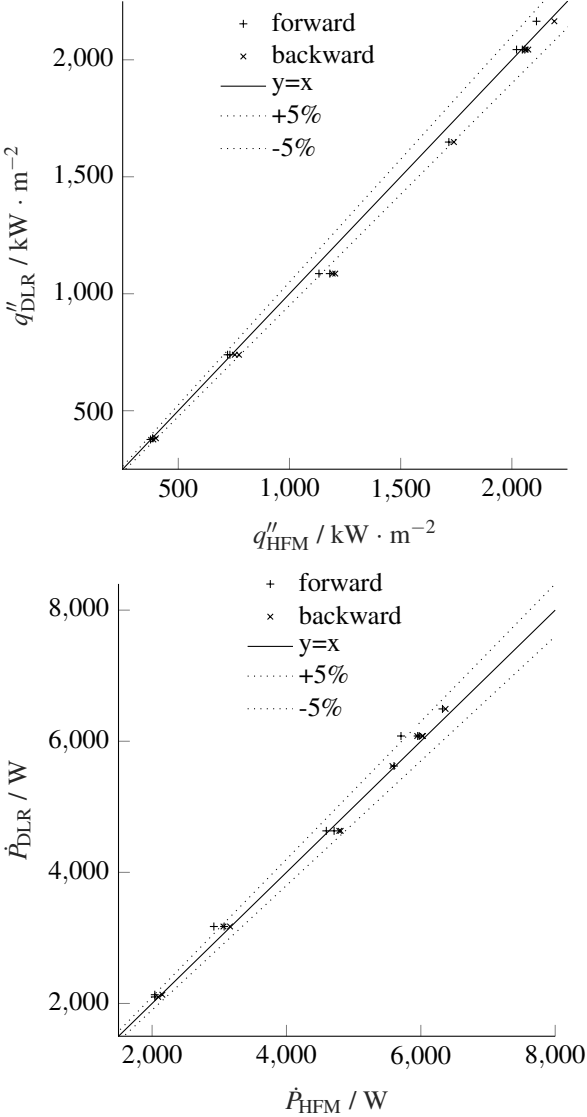 forward
backward
y=x
+5%
-5%
2,000
1,500
1,000
500
q″DLR / kW · m−2
500
1,000
1,500
2,000
q″HFM / kW · m−2
forward
backward
y=x
+5%
-5%
8,000
6,000
4,000
2,000
ṖDLR / W
2,000
4,000
6,000
8,000
ṖHFM / W